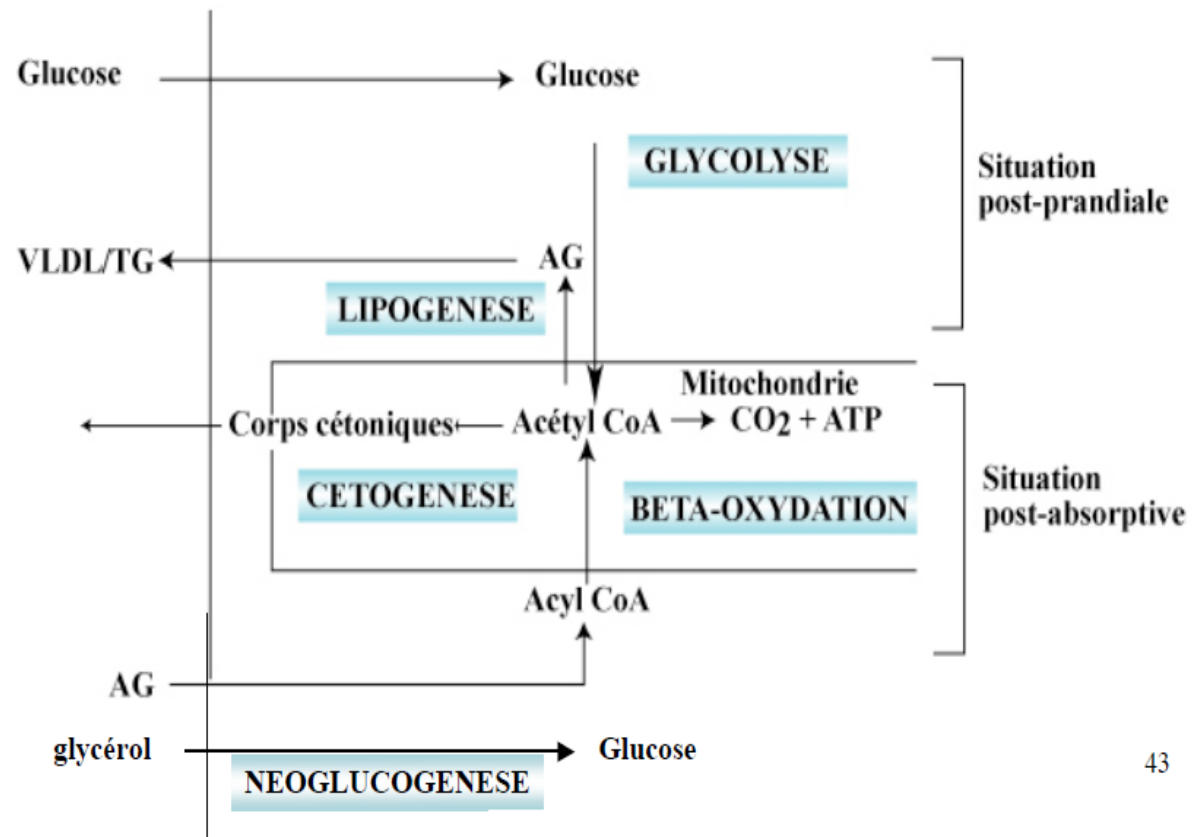 Glucose
Glucose
GLYCOLYSE
Situation
post-prandiale
VLDL/TG
AG
LIPOGENESE
Mitochondrie
Corps cétoniques
Acétyl CoA
CO2 + ATP
CETOGENESE
BETA-OXYDATION
Situation
post-absorptive
Acyl CoA
AG
glycérol
Glucose
NEOGLUCOGENESE
43